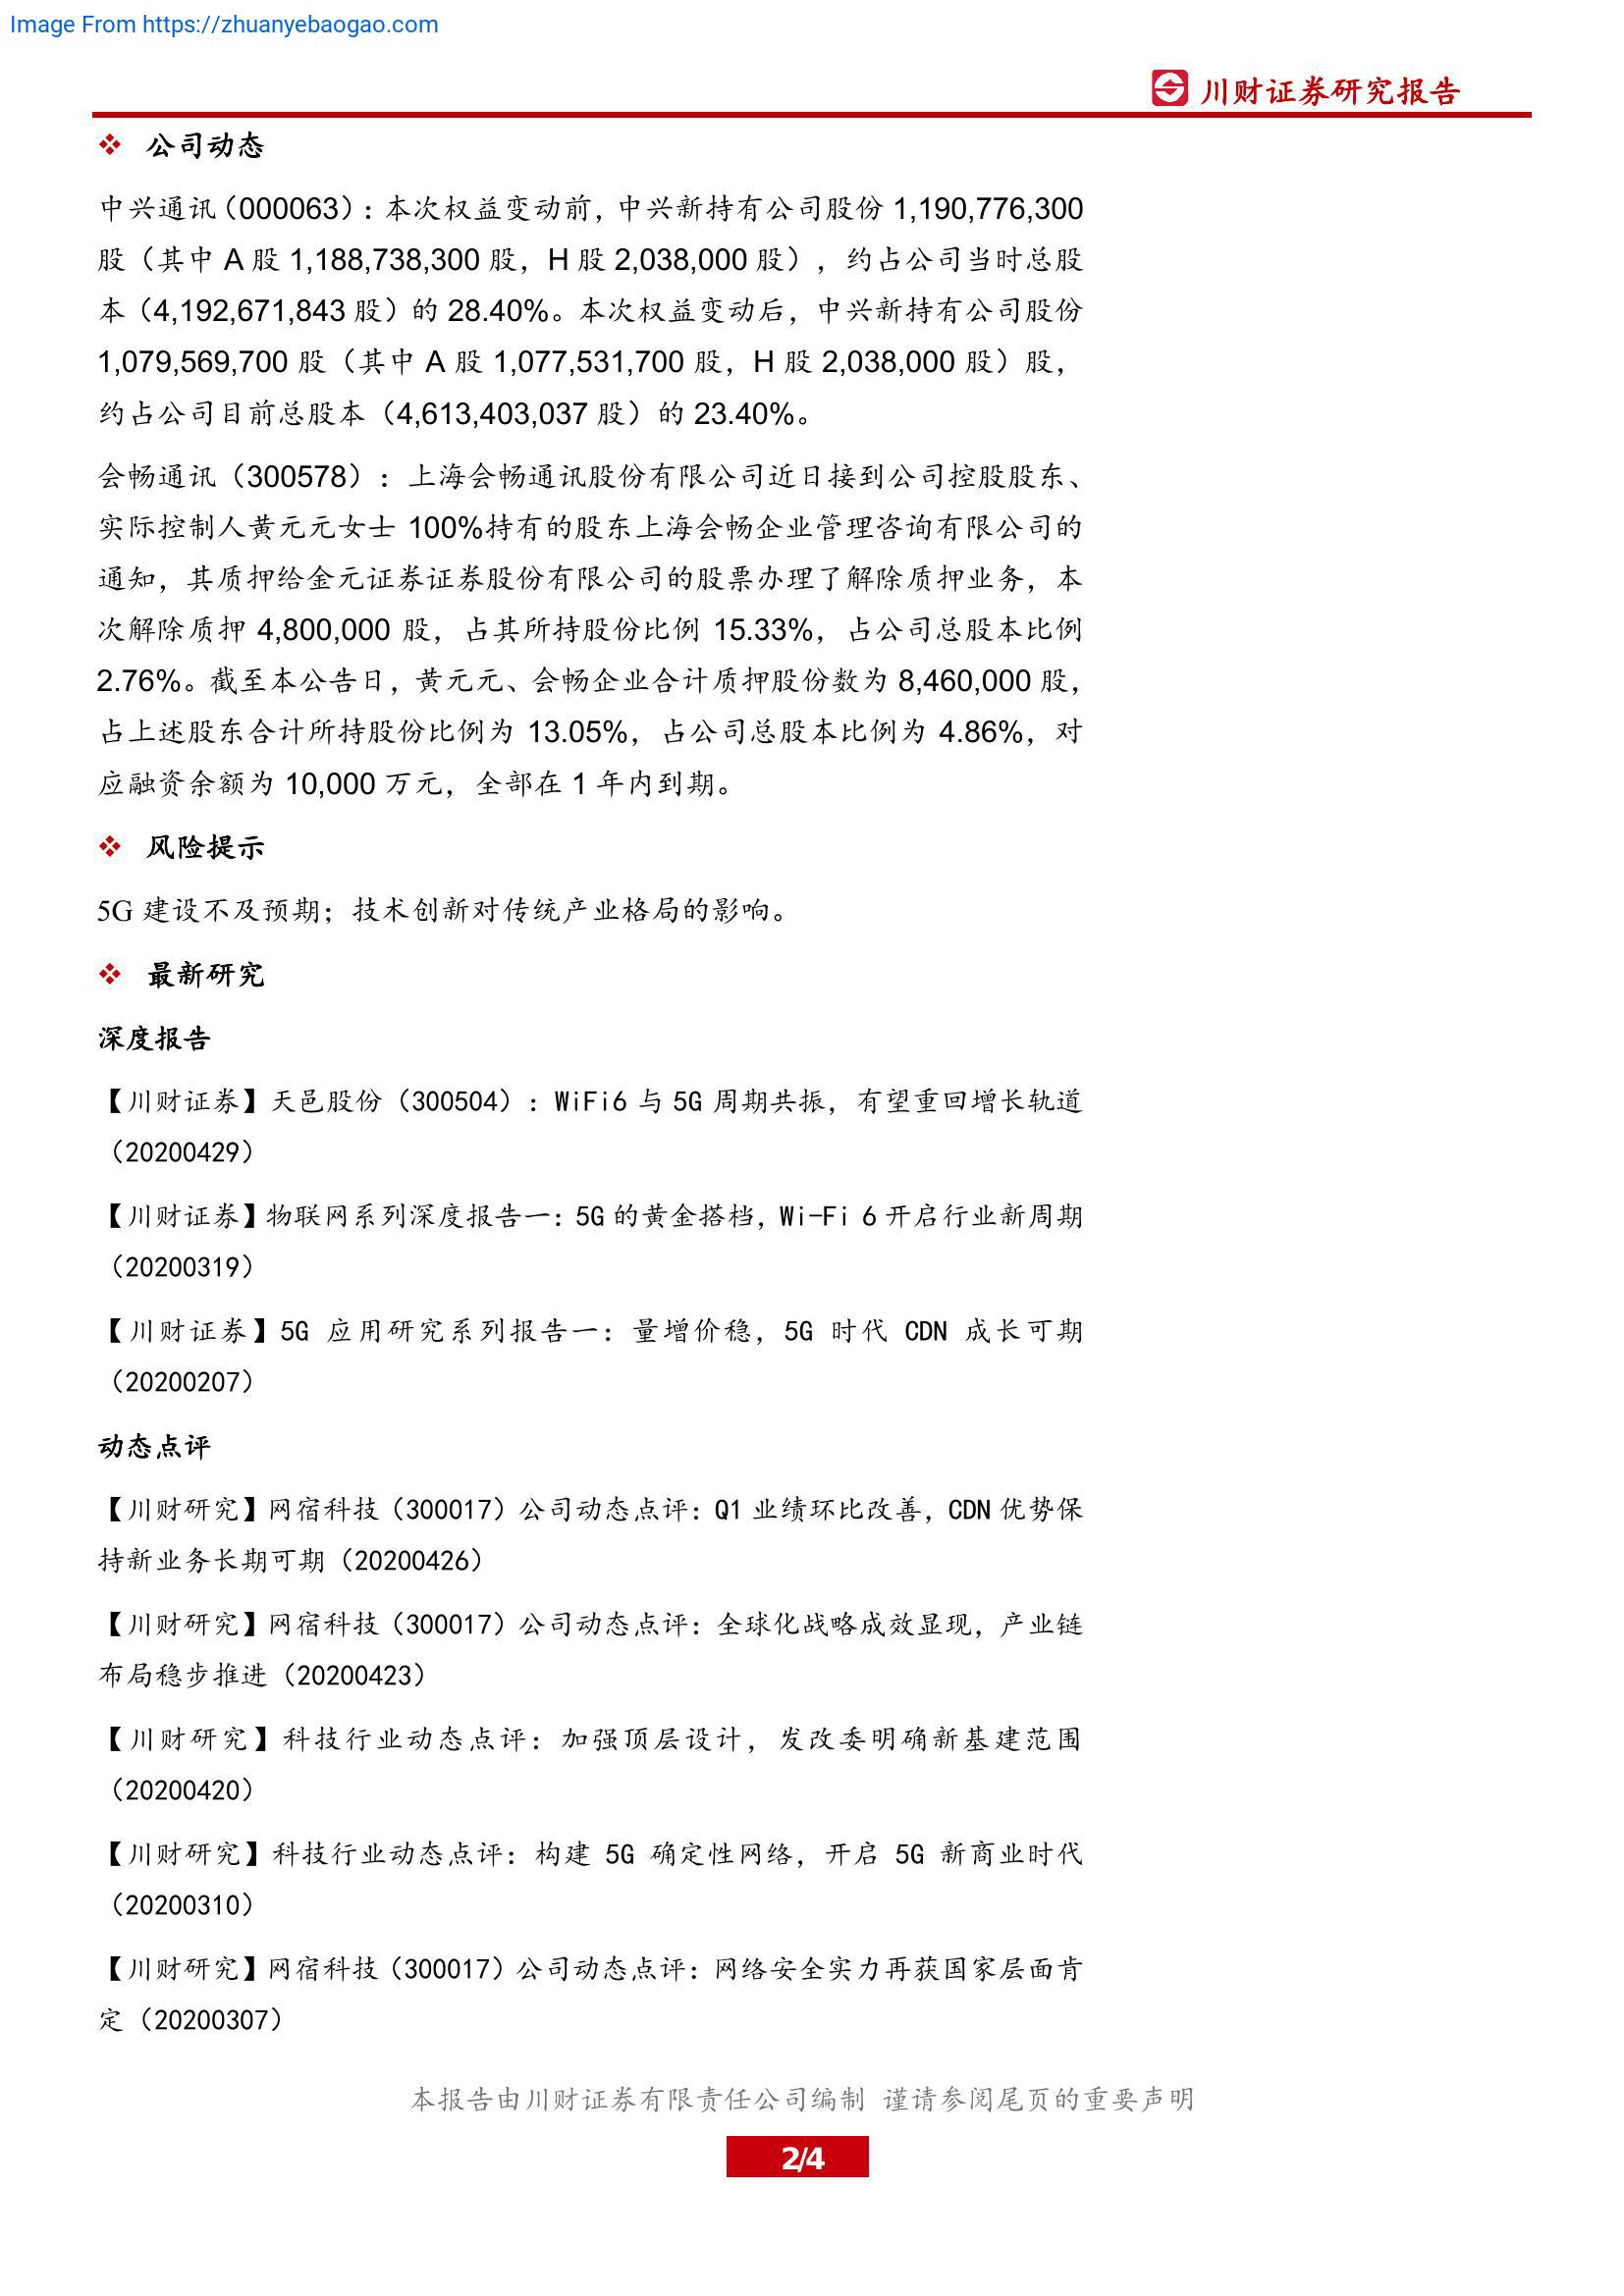 Image From https://zhuanyebaogao.com
川财证券研究报告
❖ 公司动态
中兴通讯（000063）：本次权益变动前，中兴新持有公司股份 1,190,776,300
股（其中 A 股 1,188,738,300 股，H 股 2,038,000 股），约占公司当时总股
本（4,192,671,843 股）的 28.40%。本次权益变动后，中兴新持有公司股份
1,079,569,700 股（其中 A 股 1,077,531,700 股，H 股 2,038,000 股）股，
约占公司目前总股本（4,613,403,037 股）的 23.40%。
会畅通讯（300578）：上海会畅通讯股份有限公司近日接到公司控股股东、
实际控制人黄元元女士 100%持有的股东上海会畅企业管理咨询有限公司的
通知，其质押给金元证券证券股份有限公司的股票办理了解除质押业务，本
次解除质押 4,800,000 股，占其所持股份比例 15.33%，占公司总股本比例
2.76%。截至本公告日，黄元元、会畅企业合计质押股份数为 8,460,000 股，
占上述股东合计所持股份比例为 13.05%，占公司总股本比例为 4.86%，对
应融资余额为 10,000 万元，全部在 1 年内到期。
❖ 风险提示
5G 建设不及预期；技术创新对传统产业格局的影响。
❖ 最新研究
深度报告
【川财证券】天邑股份（300504）：WiFi6 与 5G 周期共振，有望重回增长轨道
（20200429）
【川财证券】物联网系列深度报告一：5G 的黄金搭档，Wi-Fi 6 开启行业新周期
（20200319）
【川财证券】5G 应用研究系列报告一：量增价稳，5G 时代 CDN 成长可期
（20200207）
动态点评
【川财研究】网宿科技（300017）公司动态点评：Q1 业绩环比改善，CDN 优势保
持新业务长期可期（20200426）
【川财研究】网宿科技（300017）公司动态点评：全球化战略成效显现，产业链
布局稳步推进（20200423）
【川财研究】科技行业动态点评：加强顶层设计，发改委明确新基建范围
（20200420）
【川财研究】科技行业动态点评：构建 5G 确定性网络，开启 5G 新商业时代
（20200310）
【川财研究】网宿科技（300017）公司动态点评：网络安全实力再获国家层面肯
定（20200307）
本报告由川财证券有限责任公司编制 谨请参阅尾页的重要声明
2/4